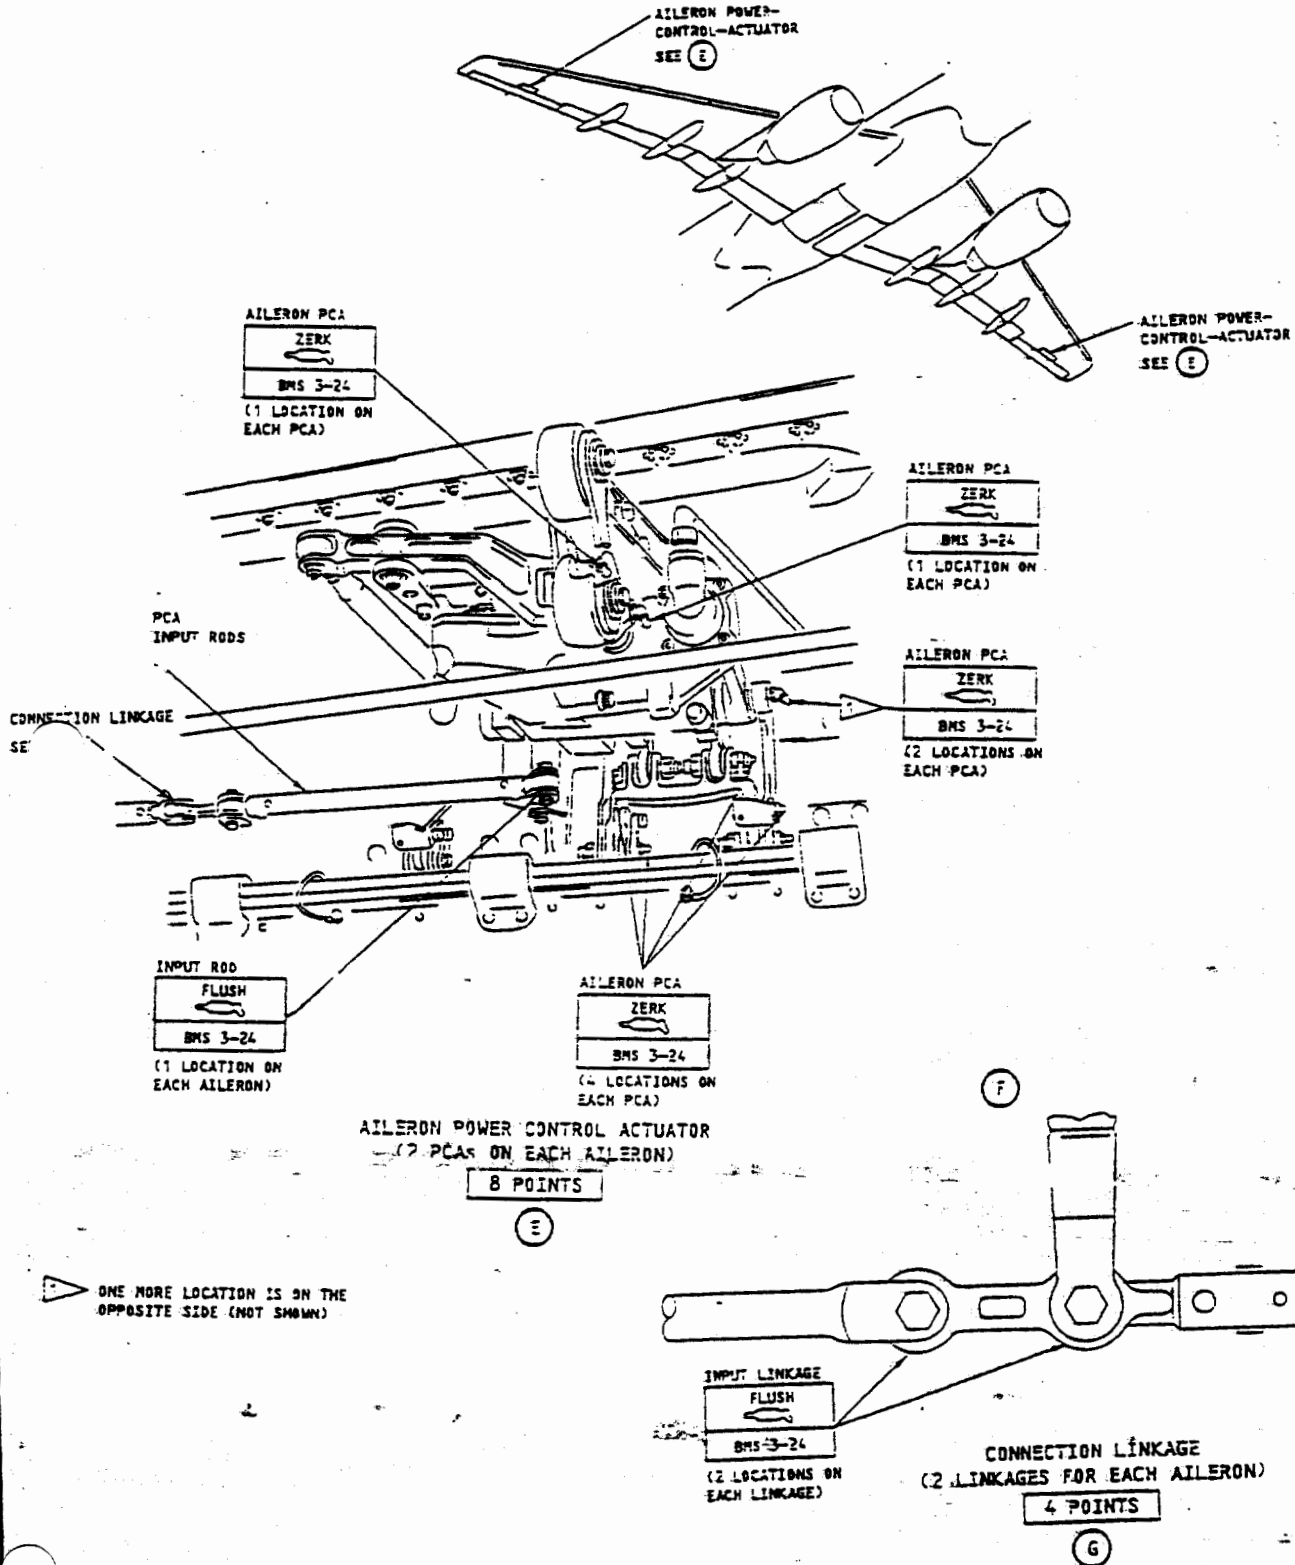 AILERON POWER-
CONTROL-ACTUATOR
SEE E
AILERON POWER-
CONTROL-ACTUATOR
SEE E
AILERON PCA
ZERK
BMS 3-24
(1 LOCATION ON
EACH PCA)
AILERON PCA
ZERK
BMS 3-24
(1 LOCATION ON
EACH PCA)
PCA
INPUT RODS
AILERON PCA
ZERK
BMS 3-24
(2 LOCATIONS ON
EACH PCA)
CONNECTION LINKAGE
INPUT ROD
FLUSH
BMS 3-24
(1 LOCATION ON
EACH AILERON)
AILERON PCA
ZERK
BMS 3-24
(4 LOCATIONS ON
EACH PCA)
F
AILERON POWER CONTROL ACTUATOR
(2 PCAs ON EACH AILERON)
8 POINTS
E
ONE MORE LOCATION IS ON THE
OPPOSITE SIDE (NOT SHOWN)
INPUT LINKAGE
FLUSH
BMS 3-24
(2 LOCATIONS ON
EACH LINKAGE)
CONNECTION LINKAGE
(2 LINKAGES FOR EACH AILERON)
4 POINTS
G